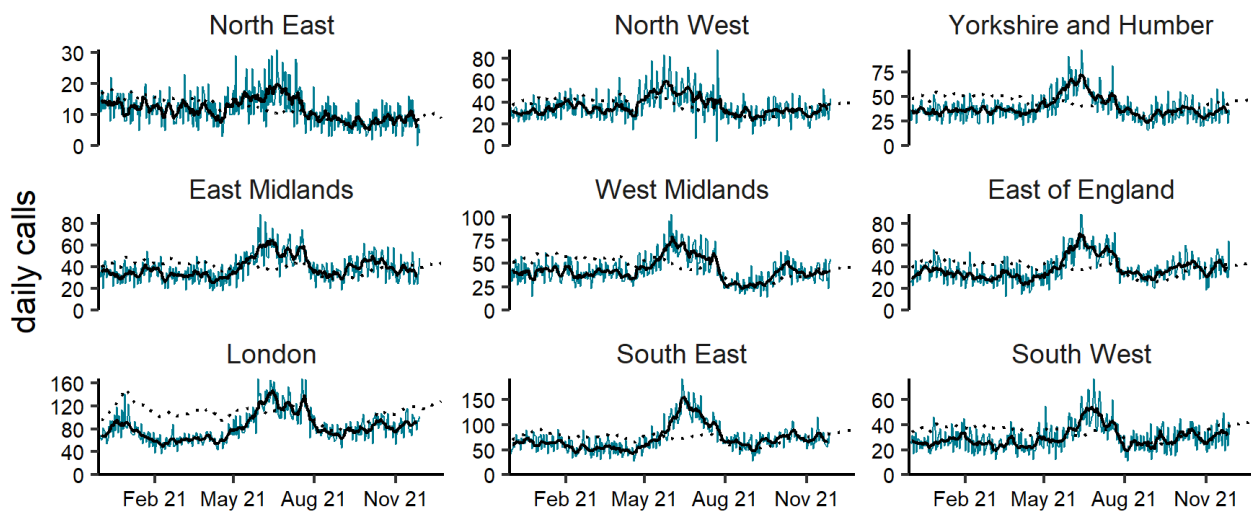 North East North West Yorkshire and Humber
30 80 75
20 60 50
10 40 25
0 20 0
0
East Midlands West Midlands East of England
80 100 80
60 75 60
40 50 40
20 25 20
0 0 0
daily calls
London South East South West
160 150 60
120 100 40
80 50 20
40 0 0
0
Feb 21 May 21 Aug 21 Nov 21 Feb 21 May 21 Aug 21 Nov 21 Feb 21 May 21 Aug 21 Nov 21